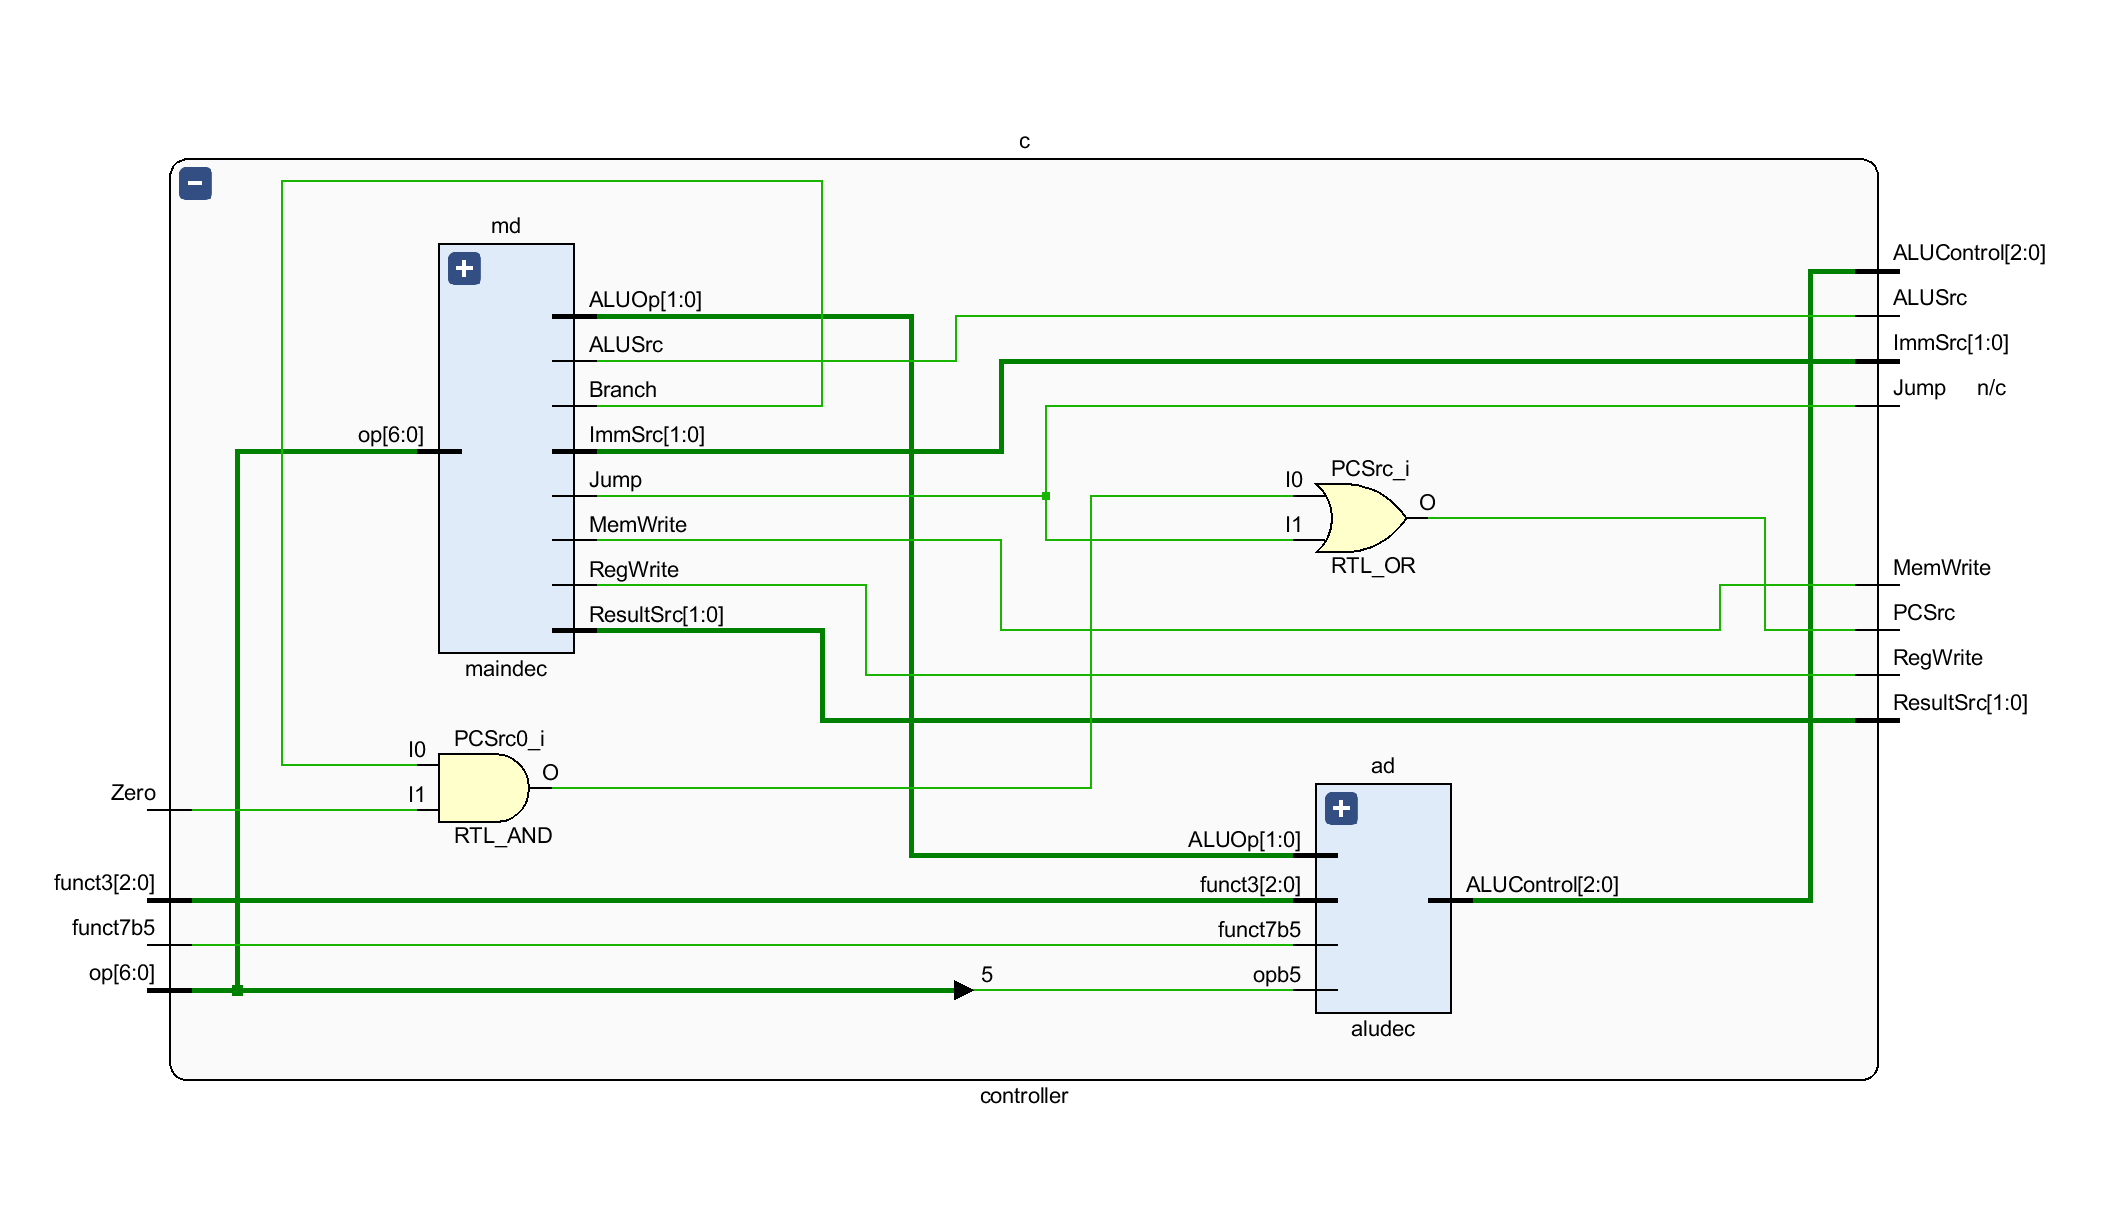 c
md
ALUOp[1:0]
ALUSrc
Branch
op[6:0]
ImmSrc[1:0]
Jump
MemWrite
RegWrite
ResultSrc[1:0]
maindec
PCSrc0_i
I0
I1
O
RTL_AND
Zero
funct3[2:0]
funct7b5
op[6:0]
5
PCSrc_i
I0
I1
O
RTL_OR
ad
ALUOp[1:0]
funct3[2:0]
funct7b5
opb5
ALUControl[2:0]
aludec
ALUControl[2:0]
ALUSrc
ImmSrc[1:0]
Jump n/c
MemWrite
PCSrc
RegWrite
ResultSrc[1:0]
controller